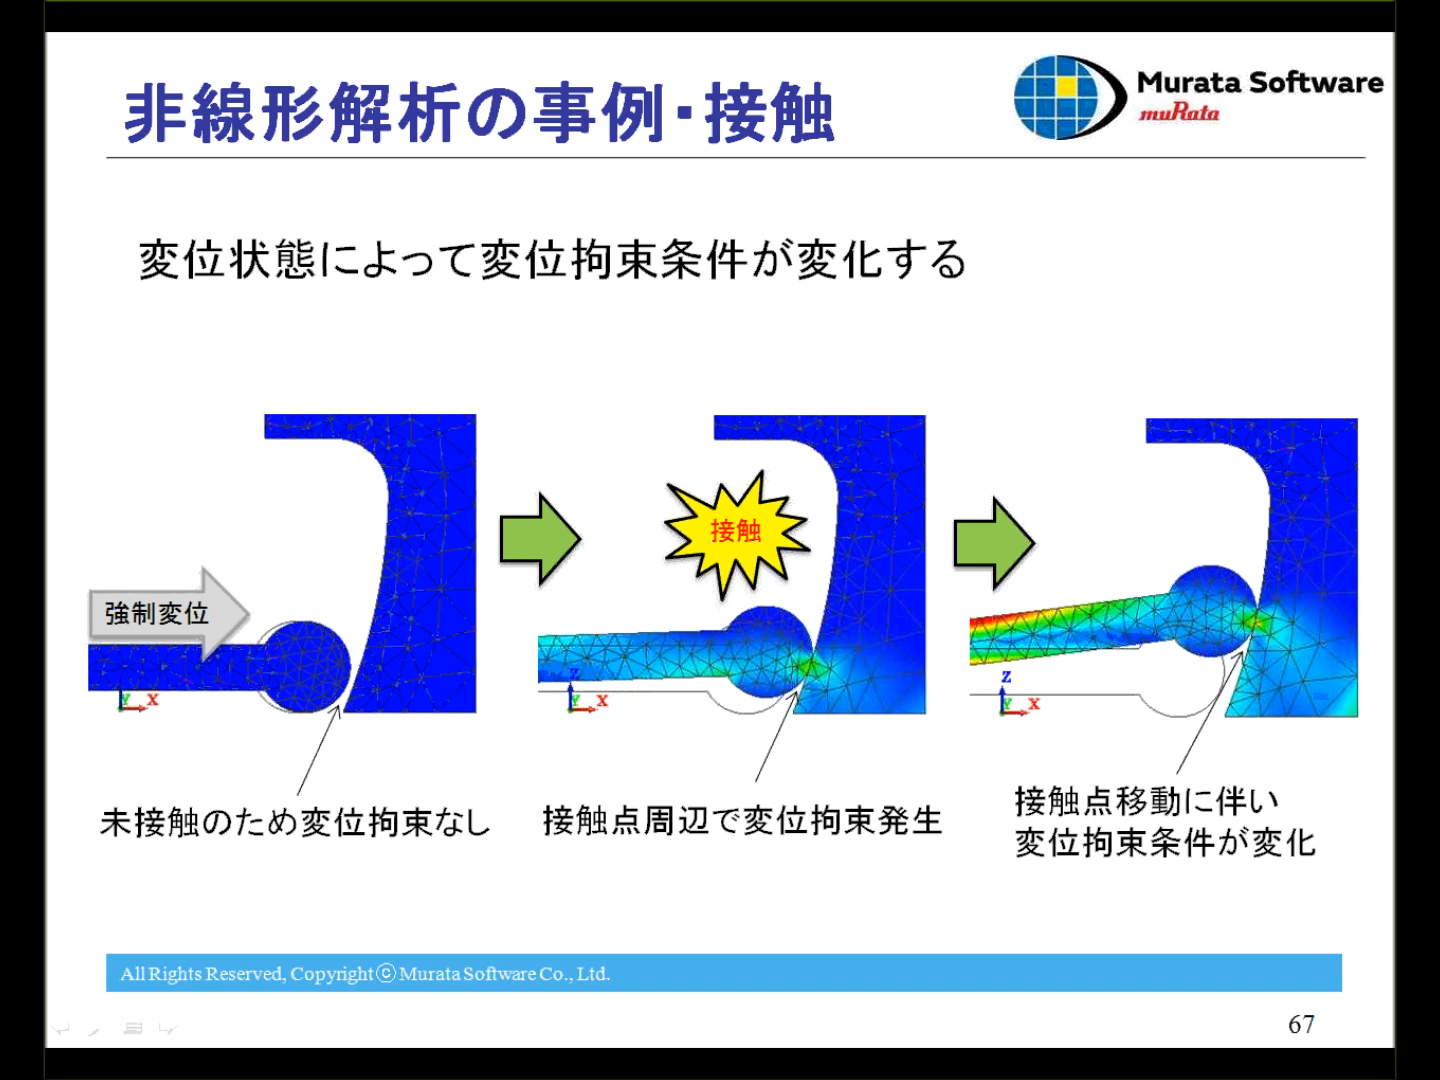 非線形解析の事例・接触
Murata Software
muRata
変位状態によって変位拘束条件が変化する
接触
強制変位
Y X
Z
Y X
Z
Y X
未接触のため変位拘束なし
接触点周辺で変位拘束発生
接触点移動に伴い
変位拘束条件が変化
All Rights Reserved, Copyright ⓒ Murata Software Co., Ltd.
67